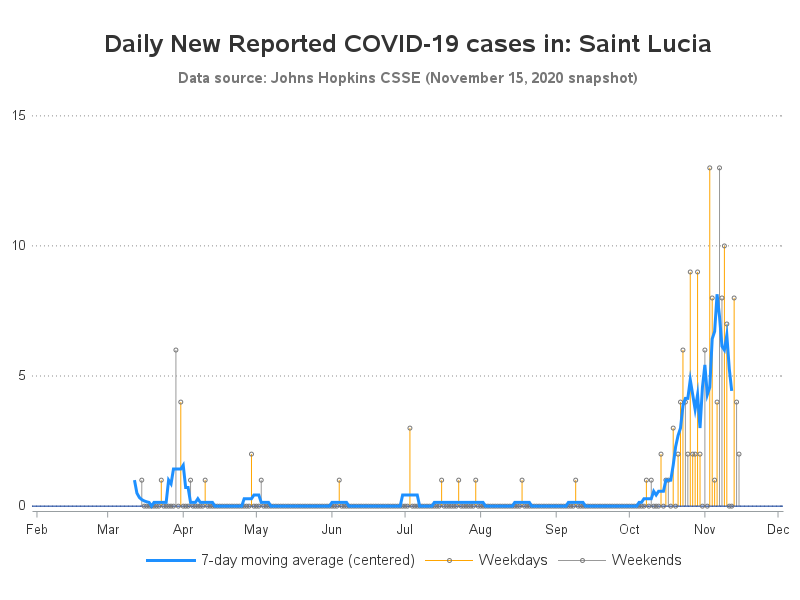 Daily New Reported COVID-19 cases in: Saint Lucia
Data source: Johns Hopkins CSSE (November 15, 2020 snapshot)
15
10
5
0
Feb Mar Apr May Jun Jul Aug Sep Oct Nov Dec
7-day moving average (centered) Weekdays Weekends